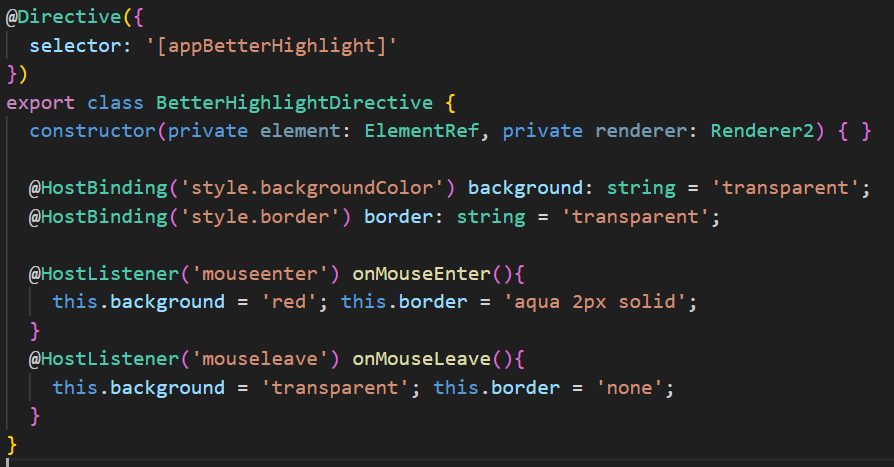 @Directive({
  selector: '[appBetterHighlight]'
})
export class BetterHighlightDirective {
  constructor(private element: ElementRef, private renderer: Renderer2) { }
  @HostBinding('style.backgroundColor') background: string = 'transparent';
  @HostBinding('style.border') border: string = 'transparent';
  @HostListener('mouseenter') onMouseEnter(){
    this.background = 'red'; this.border = 'aqua 2px solid';
  }
  @HostListener('mouseleave') onMouseLeave(){
    this.background = 'transparent'; this.border = 'none';
  }
}